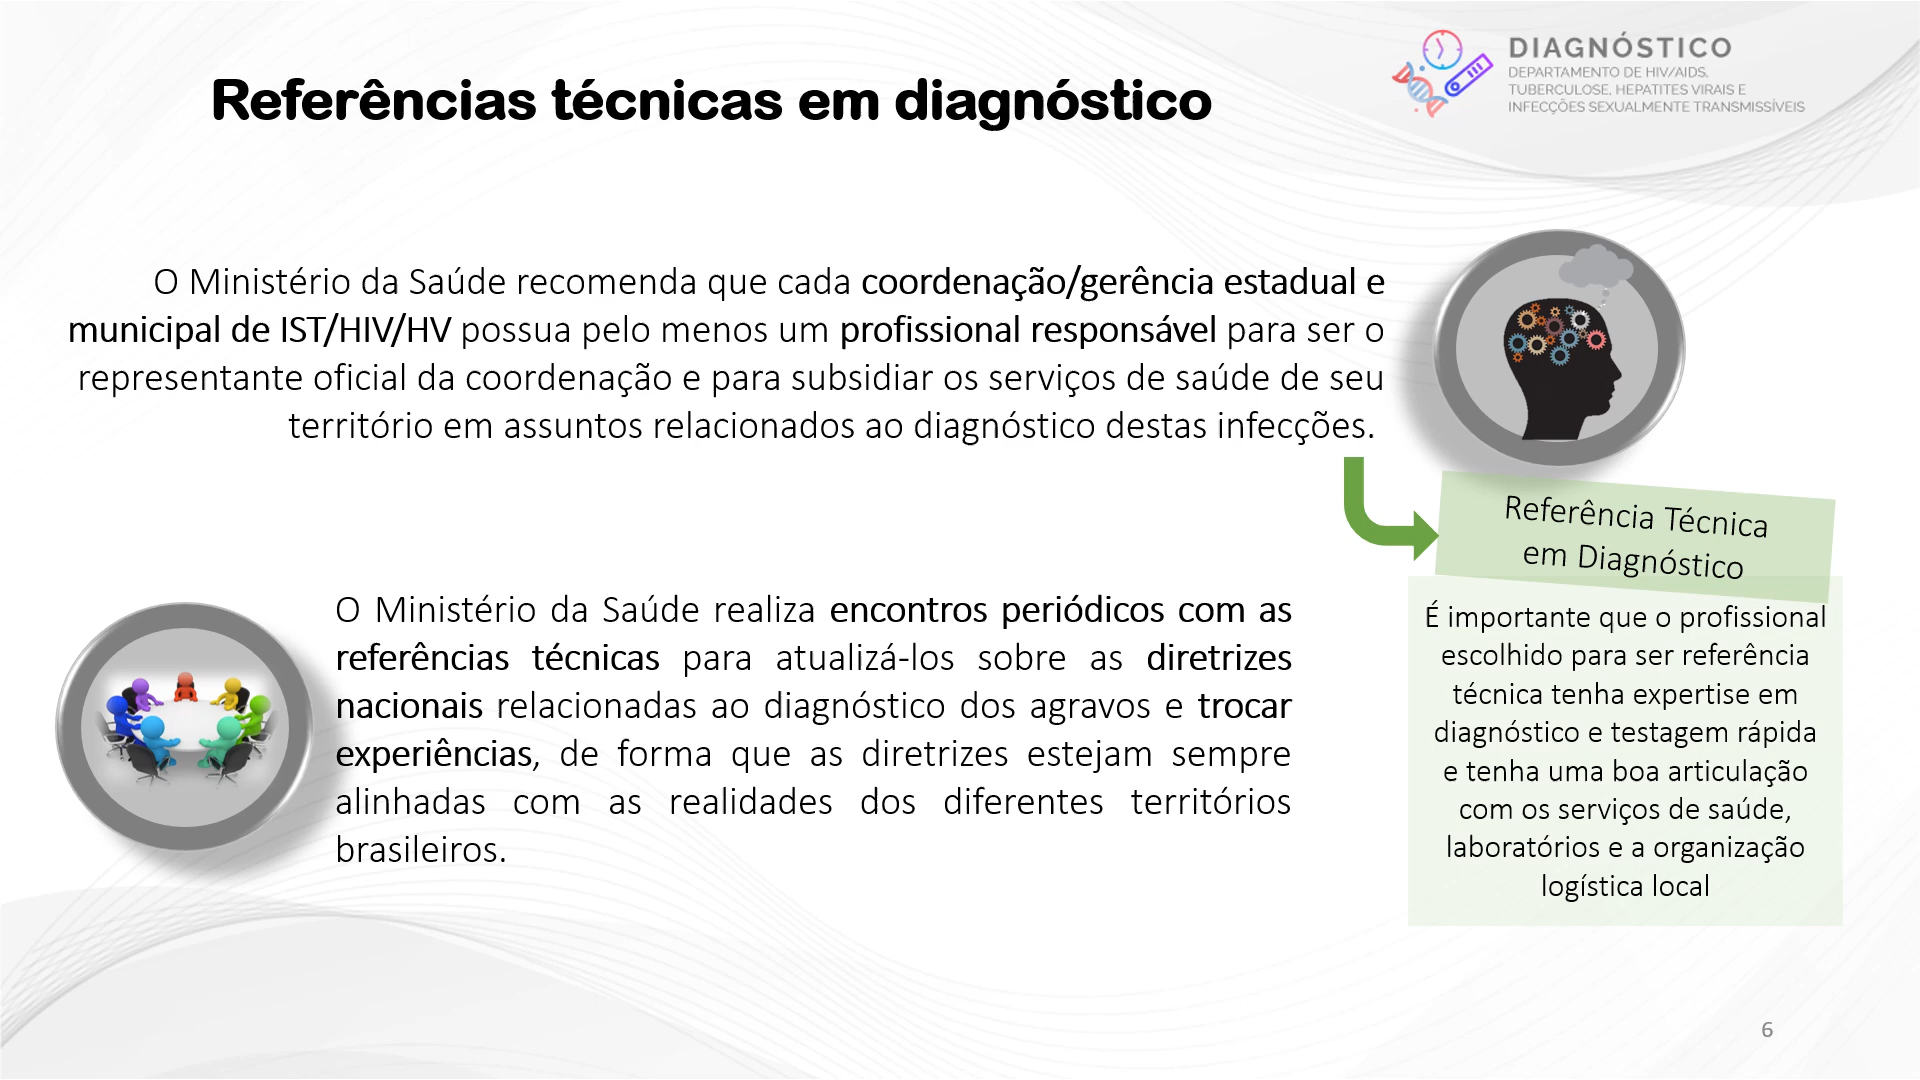 DIAGNÓSTICO
DEPARTAMENTO DE HIV/AIDS,
TUBERCULOSE, HEPATITES VIRAIS E
INFECÇÕES SEXUALMENTE TRANSMISSÍVEIS
Referências técnicas em diagnóstico
O Ministério da Saúde recomenda que cada coordenação/gerência estadual e
municipal de IST/HIV/HV possua pelo menos um profissional responsável para ser o
representante oficial da coordenação e para subsidiar os serviços de saúde de seu
território em assuntos relacionados ao diagnóstico destas infecções.
Referência Técnica
em Diagnóstico
É importante que o profissional
escolhido para ser referência
técnica tenha expertise em
diagnóstico e testagem rápida
e tenha uma boa articulação
com os serviços de saúde,
laboratórios e a organização
logística local
O Ministério da Saúde realiza encontros periódicos com as
referências técnicas para atualizá-los sobre as diretrizes
nacionais relacionadas ao diagnóstico dos agravos e trocar
experiências, de forma que as diretrizes estejam sempre
alinhadas com as realidades dos diferentes territórios
brasileiros.
6